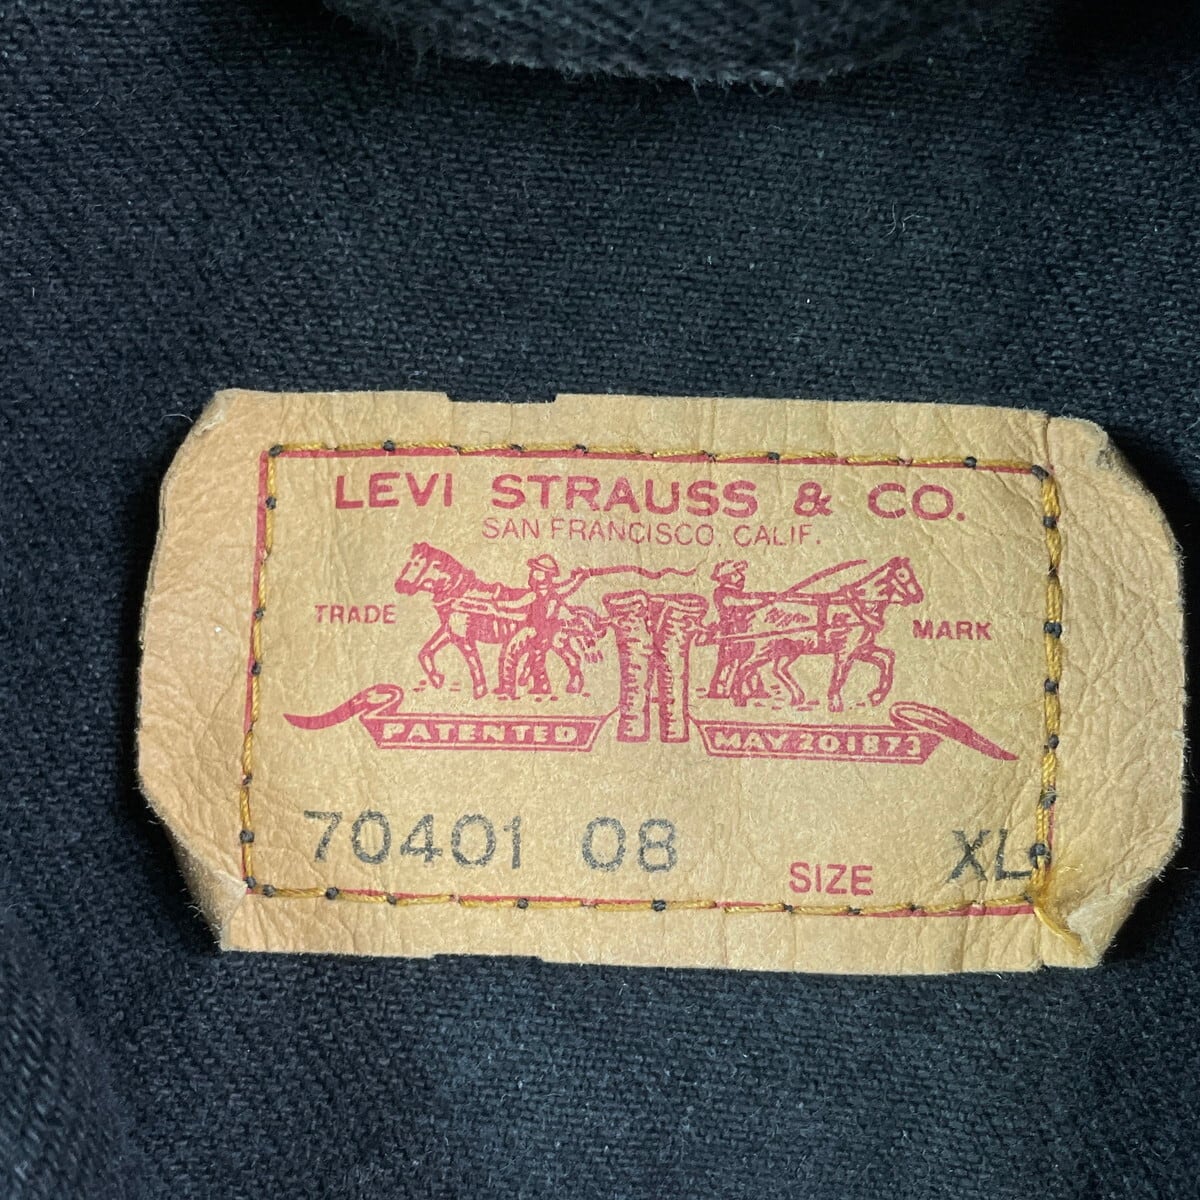 LEVI STRAUSS & CO.
SAN FRANCISCO, CALIF.
TRADE MARK
PATENTED MAY 20 1873
70401 08 SIZE XL